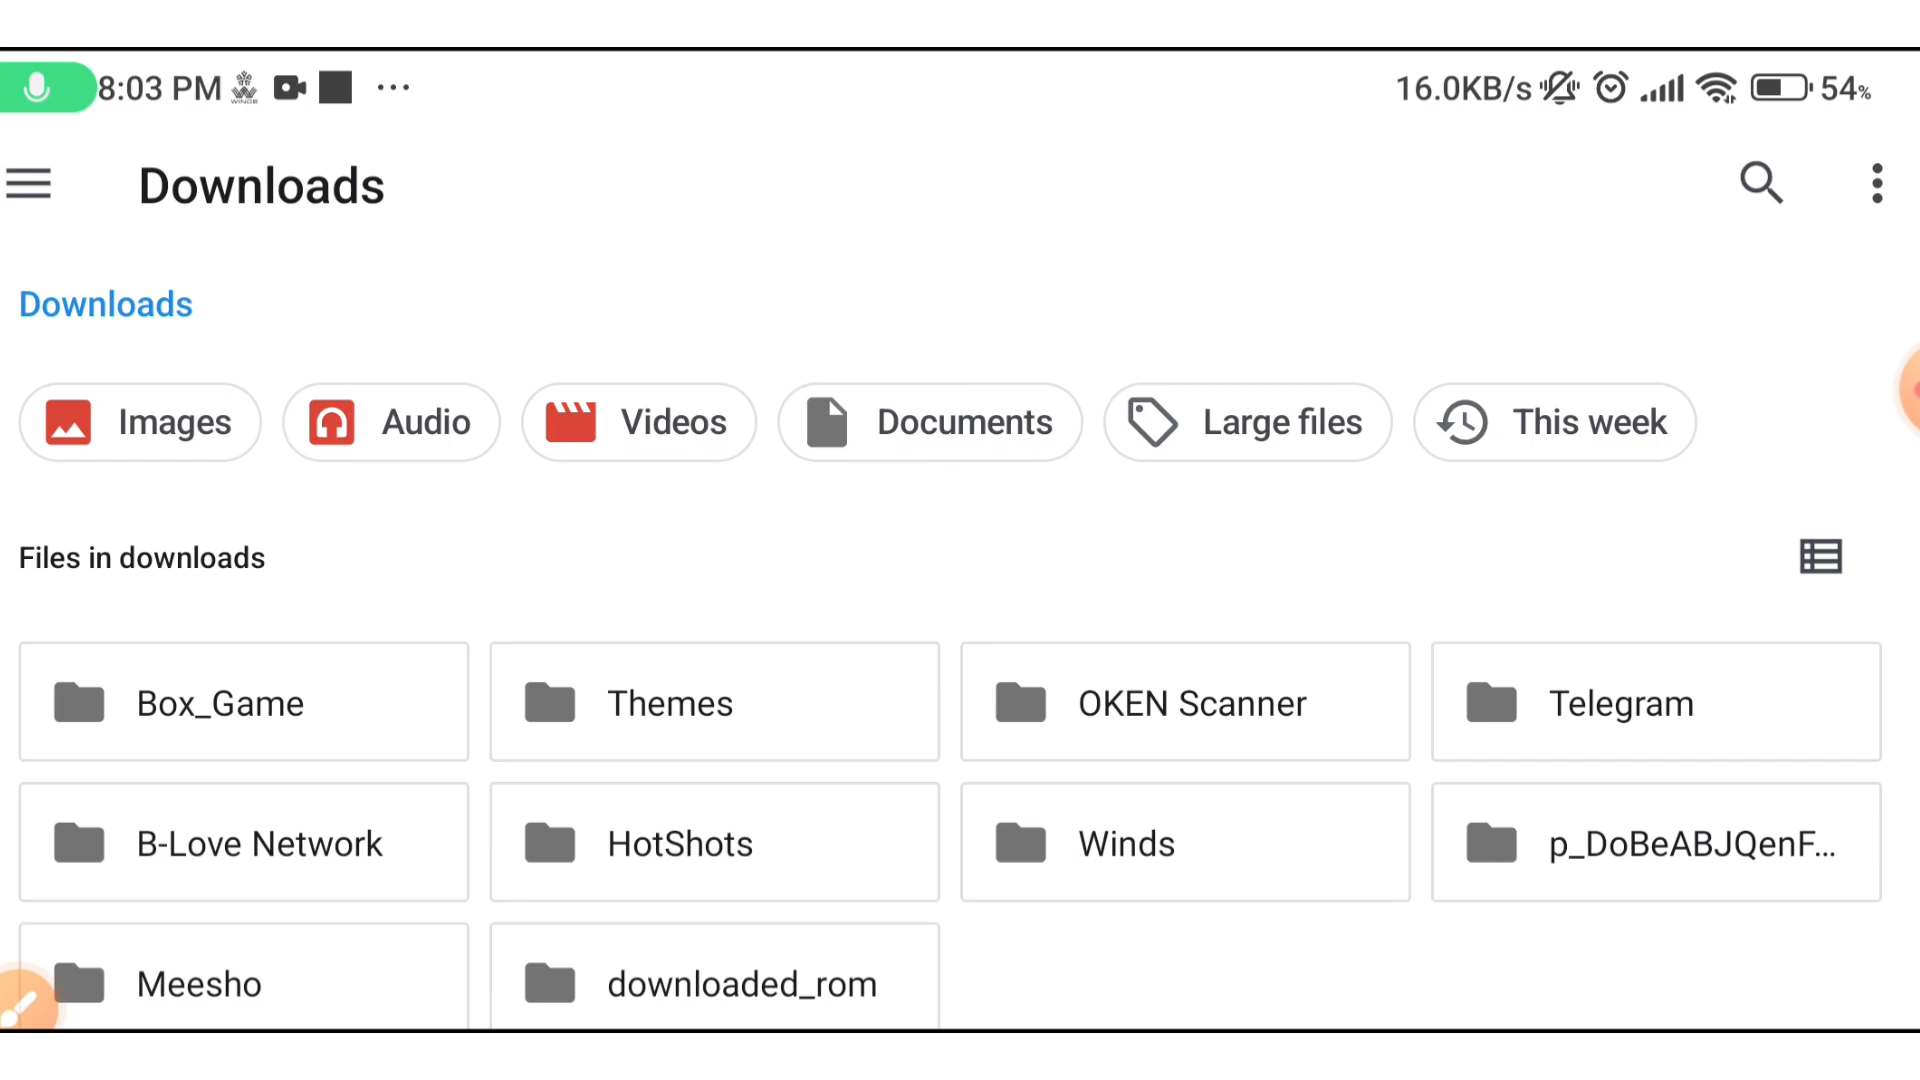 8:03 PM WINDS ... 16.0KB/s 54%
Downloads
Downloads
Images Audio Videos Documents Large files This week
Files in downloads
Box_Game Themes OKEN Scanner Telegram
B-Love Network HotShots Winds p_DoBeABJQenF...
Meesho downloaded_rom